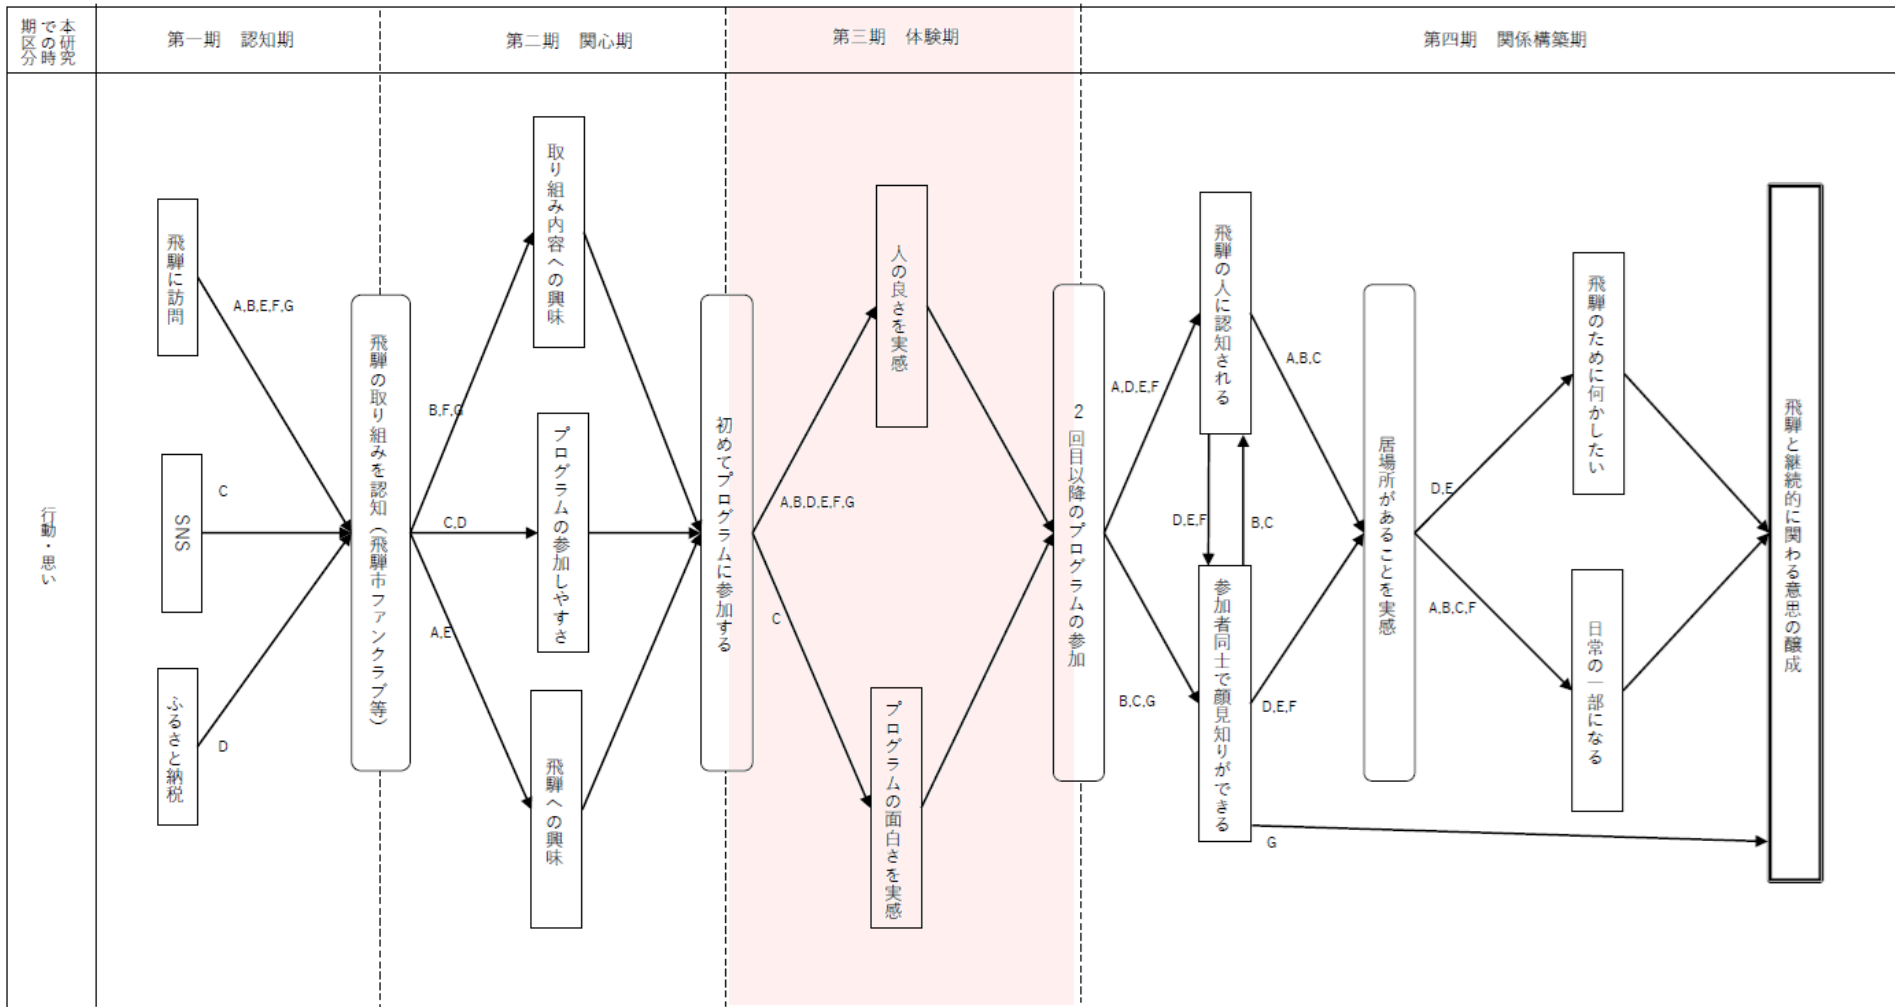 本研究
での時
期区分
第一期 認知期
第二期 関心期
第三期 体験期
第四期 関係構築期
行動・思い
飛騨に訪問
SNS
ふるさと納税
A,B,E,F,G
C
D
飛騨の取り組みを認知（飛騨市ファンクラブ等）
B,F,G
C,D
A,E
取り組み内容への興味
プログラムの参加しやすさ
飛騨への興味
初めてプログラムに参加する
A,B,D,E,F,G
C
人の良さを実感
プログラムの面白さを実感
2回目以降のプログラムの参加
A,D,E,F
B,C,G
飛騨の人に認知される
D,E,F
B,C
参加者同士で顔見知りができる
A,B,C
D,E,F
G
居場所があることを実感
D,E
A,B,C,F
飛騨のために何かしたい
日常の一部になる
飛騨と継続的に関わる意思の醸成